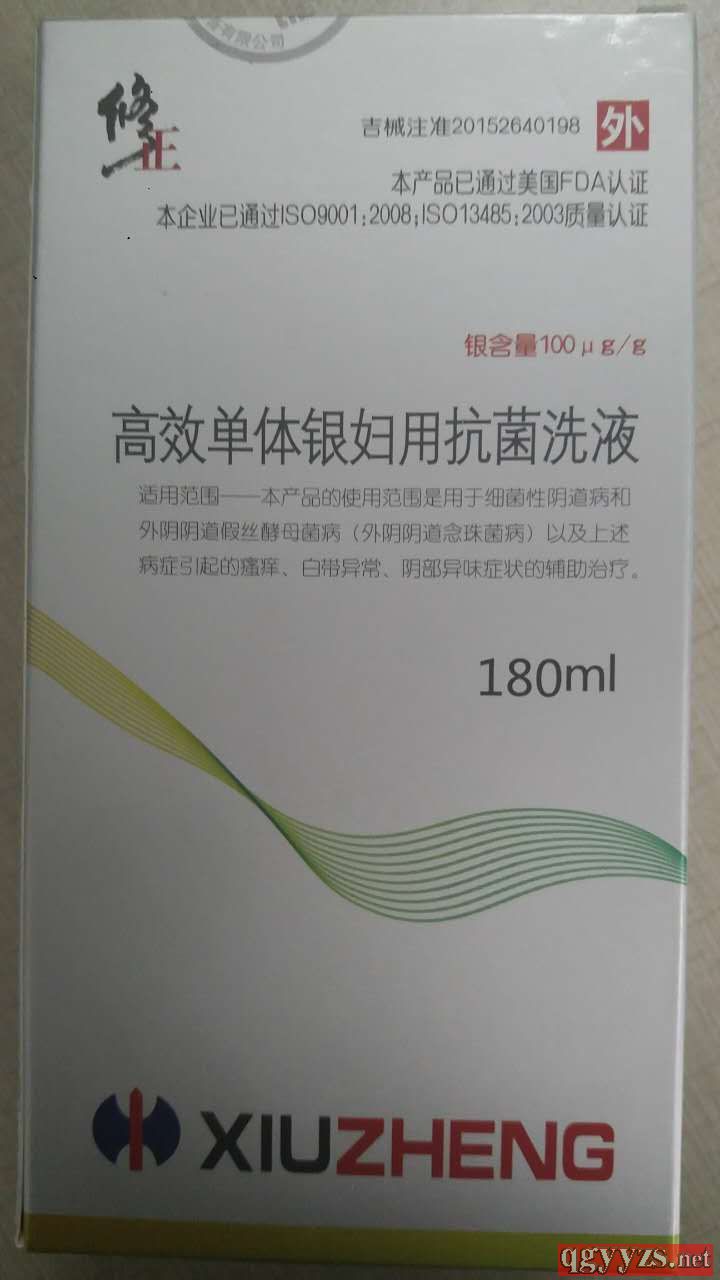 有限公司
修正
吉械注准20152640198 外
本产品已通过美国FDA认证
本企业已通过ISO9001:2008;ISO13485:2003质量认证
银含量100μg/g
高效单体银妇用抗菌洗液
适用范围——本产品的使用范围是用于细菌性阴道病和
外阴阴道假丝酵母菌病（外阴阴道念珠菌病）以及上述
病症引起的瘙痒、白带异常、阴部异味症状的辅助治疗。
180ml
XIUZHENG
qgyyzs.net